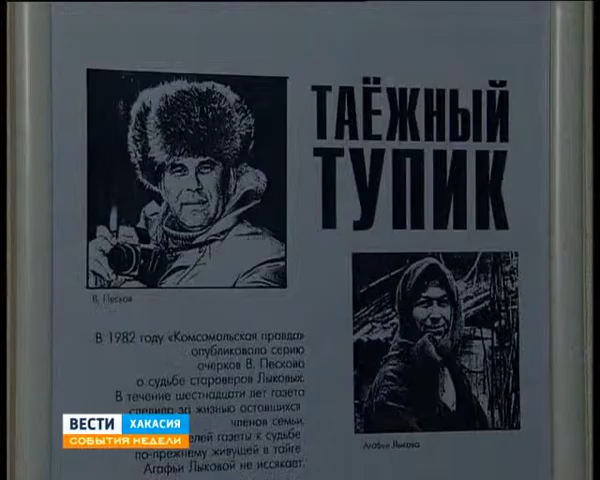 ТАЁЖНЫЙ
ТУПИК
В. Песков
В 1982 году «Комсомольская правда»
опубликовала серию
очерков В. Пескова
о судьбе староверов Лыковых.
В течение шестнадцати лет газета
следила за жизнью оставшихся
членов семьи.
газеты к судьбе
по-прежнему живущей в тайге
Агафьи Лыковой не иссякает.
Агафья Лыкова
ВЕСТИ ХАКАСИЯ
СОБЫТИЯ НЕДЕЛИ